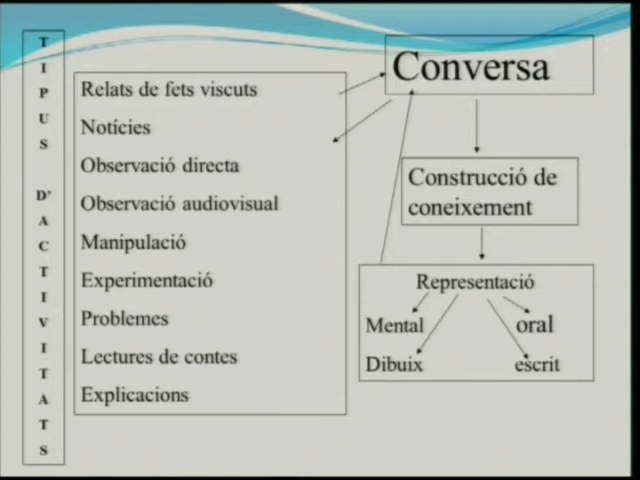 TIPUS D'ACTIVITATS
Relats de fets viscuts
Notícies
Observació directa
Observació audiovisual
Manipulació
Experimentació
Problemes
Lectures de contes
Explicacions
Conversa
Construcció de
coneixement
Representació
Mental oral
Dibuix escrit